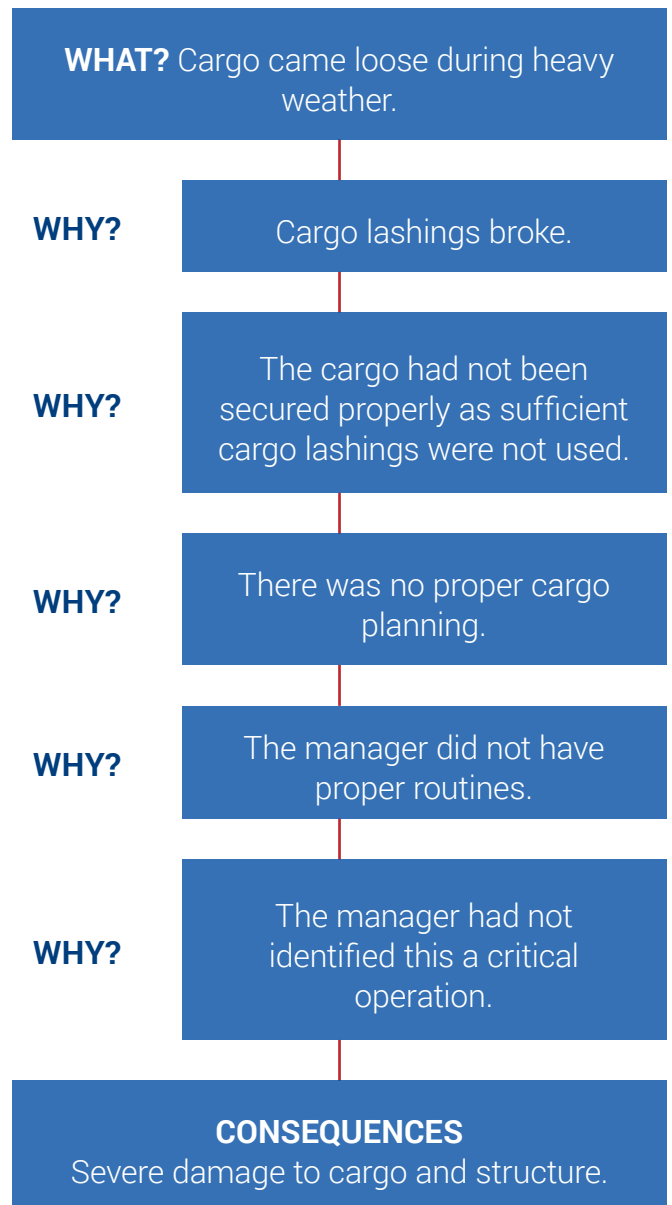 WHAT? Cargo came loose during heavy
weather.
WHY?
Cargo lashings broke.
WHY?
The cargo had not been
secured properly as sufficient
cargo lashings were not used.
WHY?
There was no proper cargo
planning.
WHY?
The manager did not have
proper routines.
WHY?
The manager had not
identified this a critical
operation.
CONSEQUENCES
Severe damage to cargo and structure.